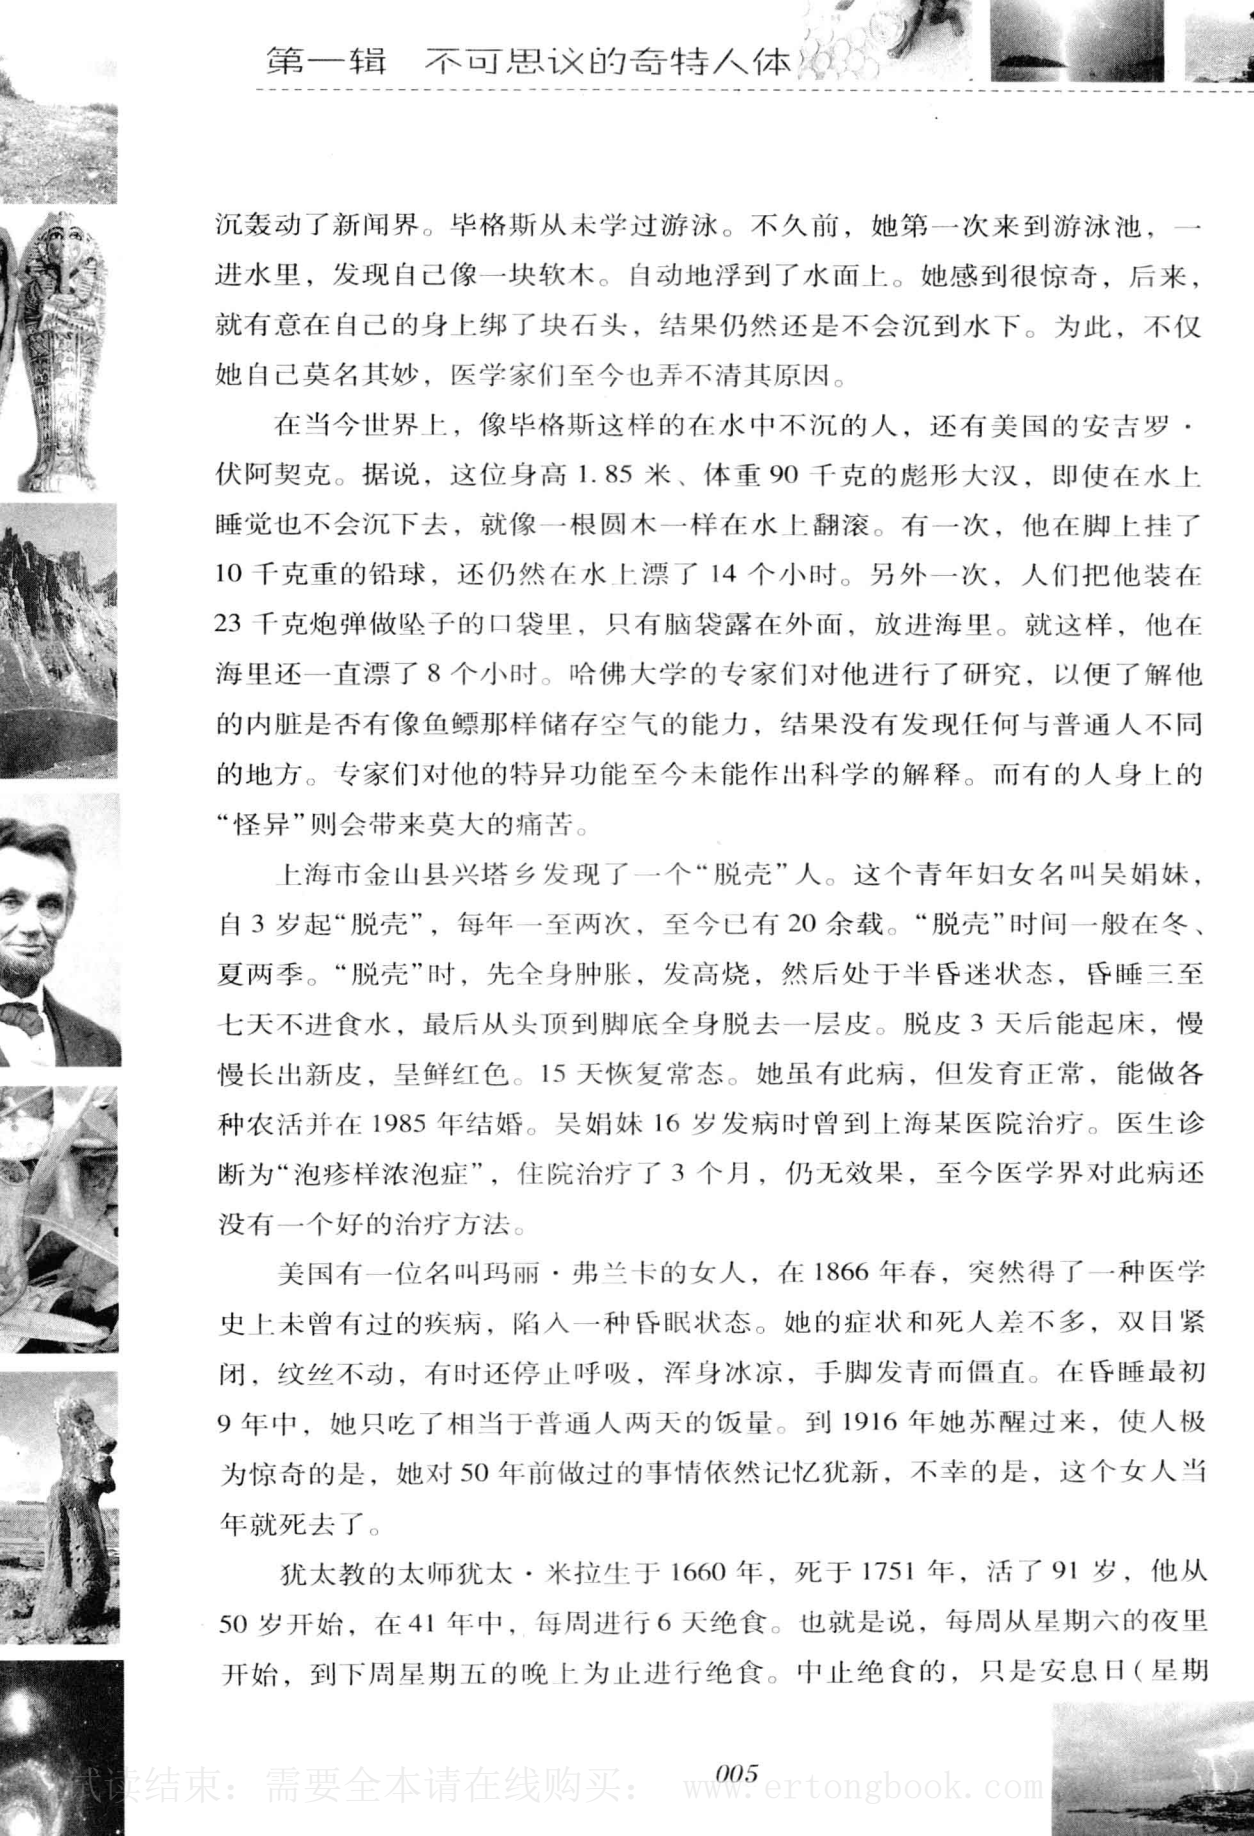 第一辑 不可思议的奇特人体
沉轰动了新闻界。毕格斯从未学过游泳。不久前，她第一次来到游泳池，一
进水里，发现自己像一块软木。自动地浮到了水面上。她感到很惊奇，后来，
就有意在自己的身上绑了块石头，结果仍然还是不会沉到水下。为此，不仅
她自己莫名其妙，医学家们至今也弄不清其原因。
在当今世界上，像毕格斯这样的在水中不沉的人，还有美国的安吉罗·
伏阿契克。据说，这位身高1.85 米、体重90 千克的彪形大汉，即使在水上
睡觉也不会沉下去，就像一根圆木一样在水上翻滚。有一次，他在脚上挂了
10 千克重的铅球，还仍然在水上漂了14 个小时。另外一次，人们把他装在
23 千克炮弹做坠子的口袋里，只有脑袋露在外面，放进海里。就这样，他在
海里还一直漂了8 个小时。哈佛大学的专家们对他进行了研究，以便了解他
的内脏是否有像鱼鳔那样储存空气的能力，结果没有发现任何与普通人不同
的地方。专家们对他的特异功能至今未能作出科学的解释。而有的人身上的
“怪异”则会带来莫大的痛苦。
上海市金山县兴塔乡发现了一个“脱壳”人。这个青年妇女名叫吴娟妹，
自3 岁起“脱壳”，每年一至两次，至今已有20 余载。“脱壳”时间一般在冬、
夏两季。“脱壳”时，先全身肿胀，发高烧，然后处于半昏迷状态，昏睡三至
七天不进食水，最后从头顶到脚底全身脱去一层皮。脱皮3 天后能起床，慢
慢长出新皮，呈鲜红色。15 天恢复常态。她虽有此病，但发育正常，能做各
种农活并在1985 年结婚。吴娟妹16 岁发病时曾到上海某医院治疗。医生诊
断为“泡疹样浓泡症”，住院治疗了3 个月，仍无效果，至今医学界对此病还
没有一个好的治疗方法。
美国有一位名叫玛丽·弗兰卡的女人，在1866 年春，突然得了一种医学
史上未曾有过的疾病，陷入一种昏眠状态。她的症状和死人差不多，双目紧
闭，纹丝不动，有时还停止呼吸，浑身冰凉，手脚发青而僵直。在昏睡最初
9 年中，她只吃了相当于普通人两天的饭量。到1916 年她苏醒过来，使人极
为惊奇的是，她对50 年前做过的事情依然记忆犹新，不幸的是，这个女人当
年就死去了。
犹太教的太师犹太·米拉生于1660 年，死于1751 年，活了91 岁，他从
50 岁开始，在41 年中，每周进行6 天绝食。也就是说，每周从星期六的夜里
开始，到下周星期五的晚上为止进行绝食。中止绝食的，只是安息日（星期
005
试读结束：需要全本请在线购买： www.ertongbook.com